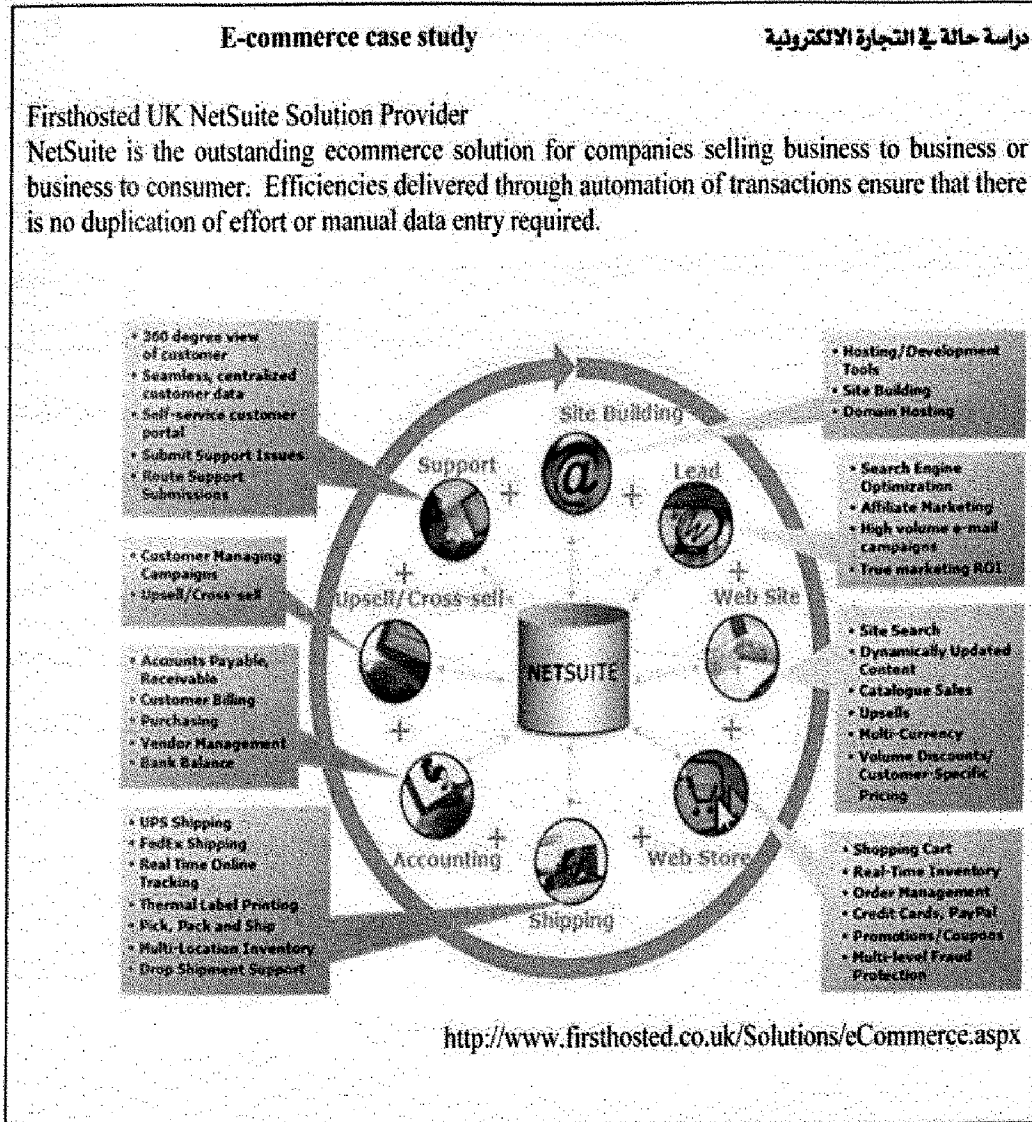 E-commerce case study
دراسة حالة في التجارة الالكترونية
Firsthosted UK NetSuite Solution Provider
NetSuite is the outstanding ecommerce solution for companies selling business to business or
business to consumer. Efficiencies delivered through automation of transactions ensure that there
is no duplication of effort or manual data entry required.
• 360 degree view
of customer
• Seamless, centralized
customer data
• Self-service customer
portal
• Submit Support Issues
• Route Support
Submissions
• Customer Managing
Campaigns
• Upsell/Cross-sell
• Accounts Payable,
Receivable
• Customer Billing
• Purchasing
• Vendor Management
• Bank Balance
• UPS Shipping
• FedEx Shipping
• Real Time Online
Tracking
• Thermal Label Printing
• Pick, Pack and Ship
• Multi-Location Inventory
• Drop Shipment Support
Site Building
Support
Lead
Upsell/Cross-sell
Web Site
NETSUITE
Accounting
Web Store
Shipping
• Hosting/Development
Tools
• Site Building
• Domain Hosting
• Search Engine
Optimization
• Affiliate Marketing
• High volume e-mail
campaigns
• True marketing ROI
• Site Search
• Dynamically Updated
Content
• Catalogue Sales
• Upsells
• Multi-Currency
• Volume Discounts/
Customer-Specific
Pricing
• Shopping Cart
• Real-Time Inventory
• Order Management
• Credit Cards, PayPal
• Promotions/Coupons
• Multi-level Fraud
Protection
http://www.firsthosted.co.uk/Solutions/eCommerce.aspx